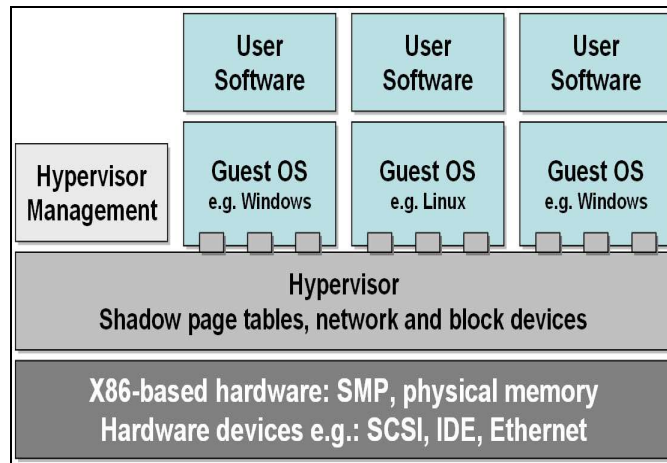 User
Software
User
Software
User
Software
Hypervisor
Management
Guest OS
e.g. Windows
Guest OS
e.g. Linux
Guest OS
e.g. Windows
Hypervisor
Shadow page tables, network and block devices
X86-based hardware: SMP, physical memory
Hardware devices e.g.: SCSI, IDE, Ethernet